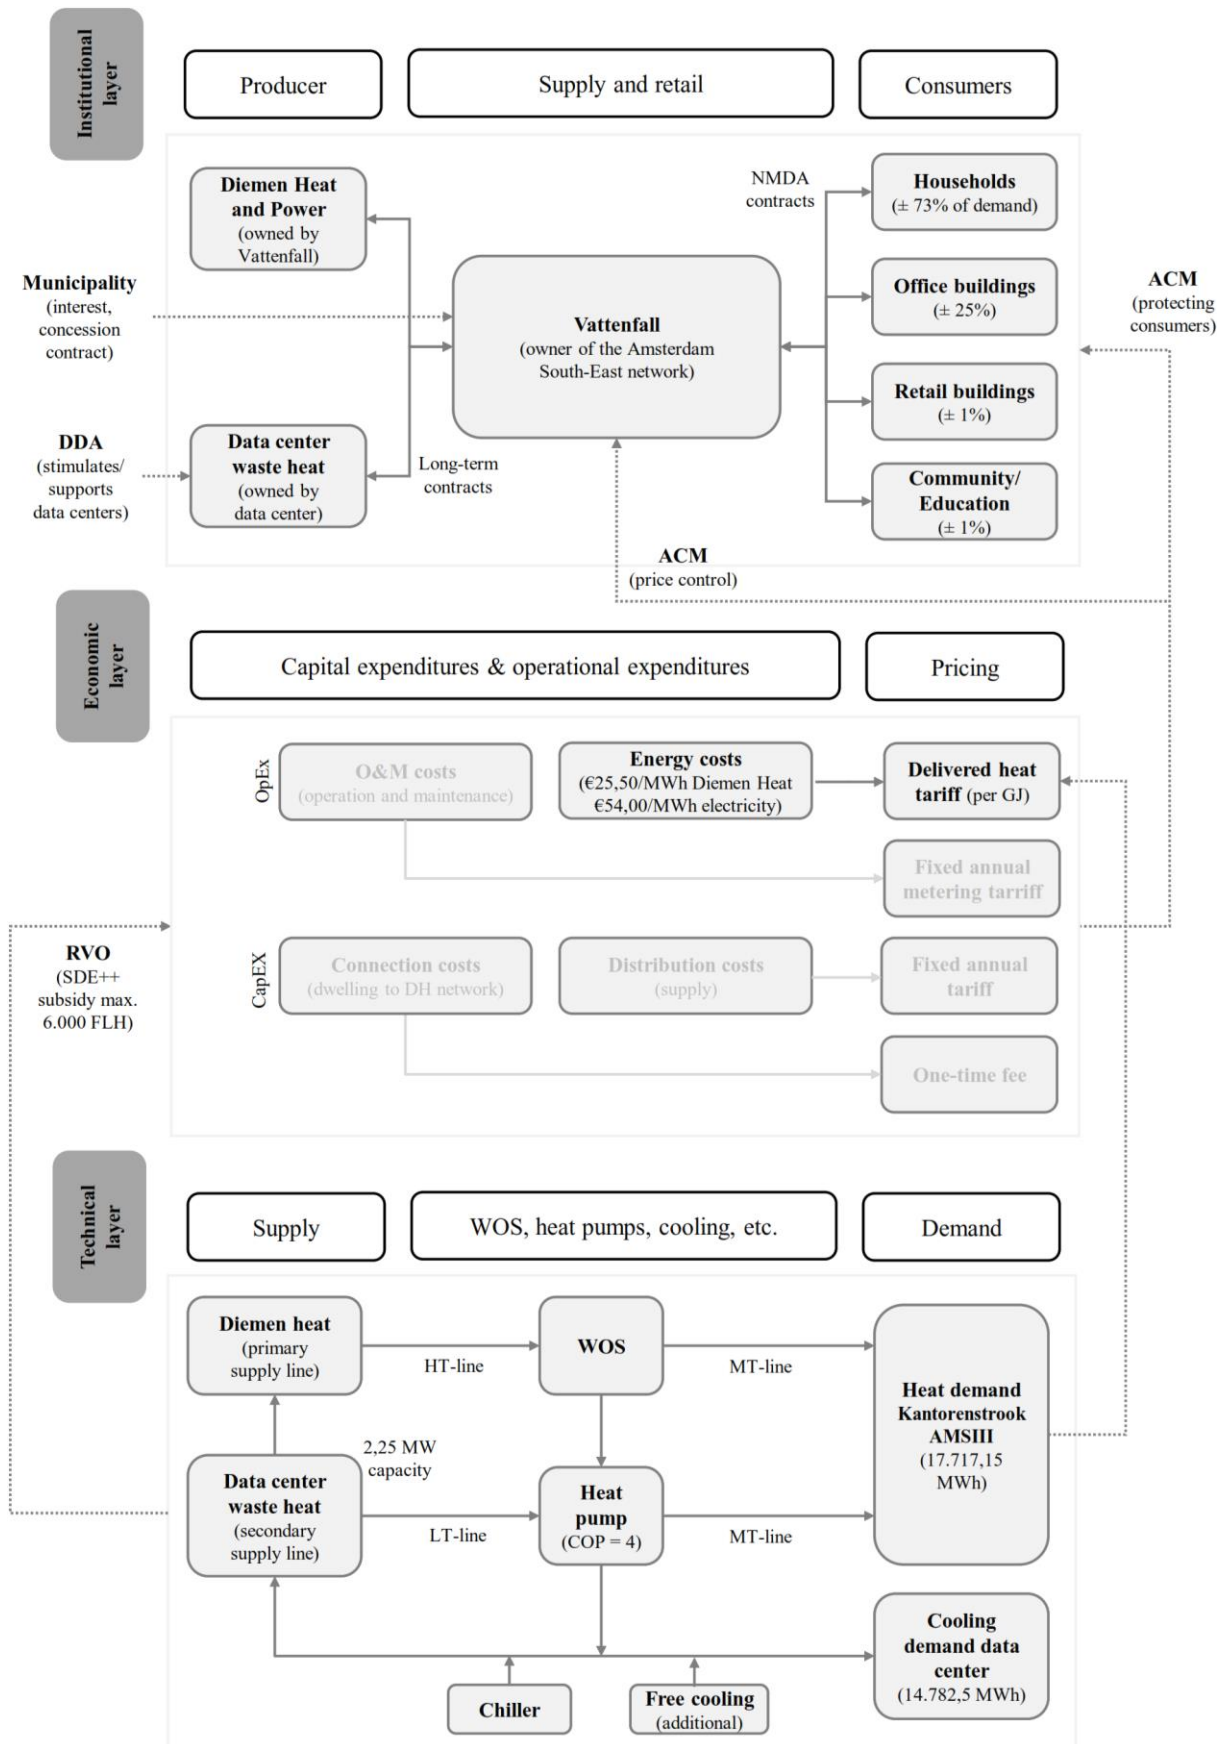 Institutional
layer
Producer
Supply and retail
Consumers
Diemen Heat
and Power
(owned by
Vattenfall)
NMDA
contracts
Households
(± 73% of demand)
Municipality
(interest,
concession
contract)
Vattenfall
(owner of the Amsterdam
South-East network)
Office buildings
(± 25%)
ACM
(protecting
consumers)
Retail buildings
(± 1%)
DDA
(stimulates/
supports
data centers)
Data center
waste heat
(owned by
data center)
Long-term
contracts
Community/
Education
(± 1%)
ACM
(price control)
Economic
layer
Capital expenditures & operational expenditures
Pricing
OpEx
O&M costs
(operation and maintenance)
Energy costs
(€25,50/MWh Diemen Heat
€54,00/MWh electricity)
Delivered heat
tariff (per GJ)
Fixed annual
metering tarriff
RVO
(SDE++
subsidy max.
6.000 FLH)
CapEX
Connection costs
(dwelling to DH network)
Distribution costs
(supply)
Fixed annual
tariff
One-time fee
Technical
layer
Supply
WOS, heat pumps, cooling, etc.
Demand
Diemen heat
(primary
supply line)
HT-line
WOS
MT-line
Heat demand
Kantorenstrook
AMSIII
(17.717,15
MWh)
2,25 MW
capacity
Data center
waste heat
(secondary
supply line)
LT-line
Heat
pump
(COP = 4)
MT-line
Cooling
demand data
center
(14.782,5 MWh)
Chiller
Free cooling
(additional)